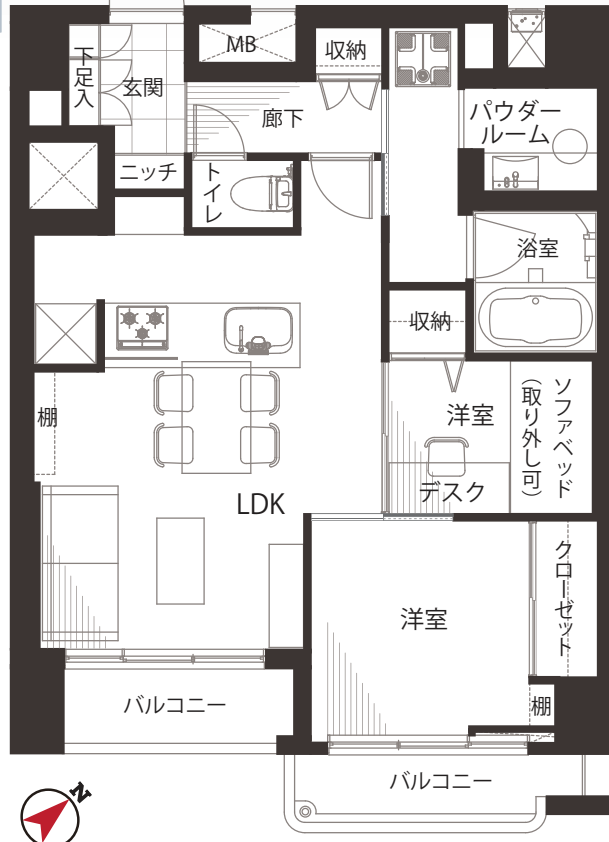 下足入
玄関
MB
収納
廊下
パウダー
ルーム
ニッチ
トイレ
浴室
収納
棚
洋室
ソファベッド
(取り外し可)
デスク
LDK
クローゼット
洋室
棚
バルコニー
バルコニー
N